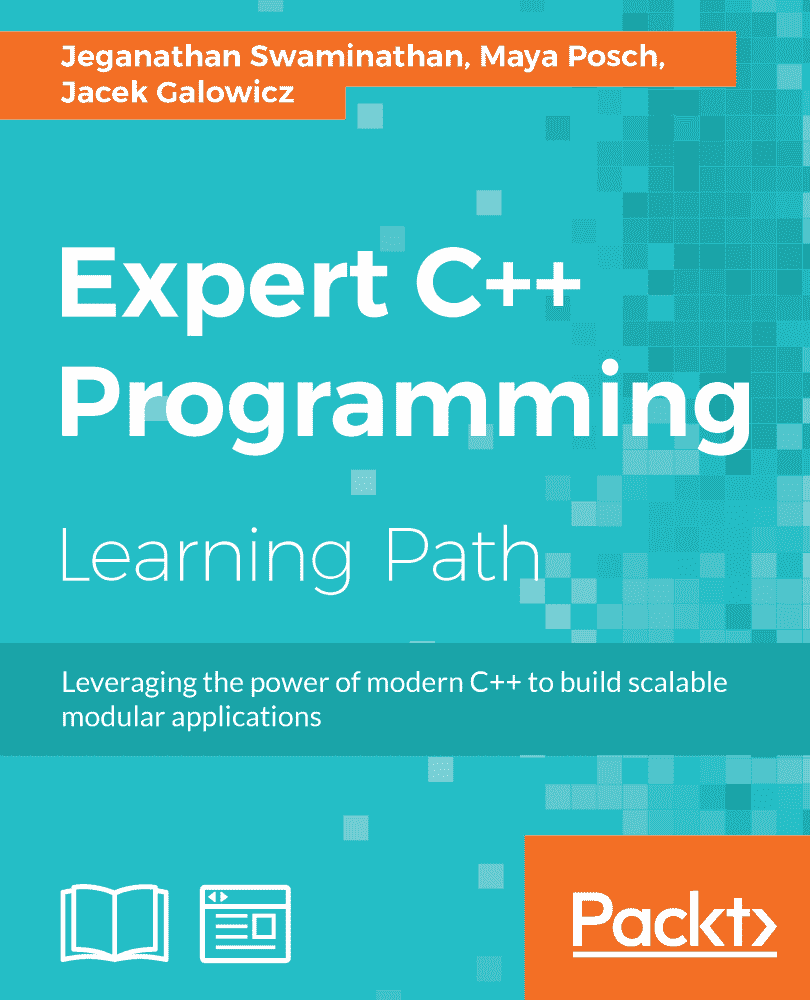 Jeganathan Swaminathan, Maya Posch,
Jacek Galowicz
Expert C++
Programming
Learning Path
Leveraging the power of modern C++ to build scalable
modular applications
Packt